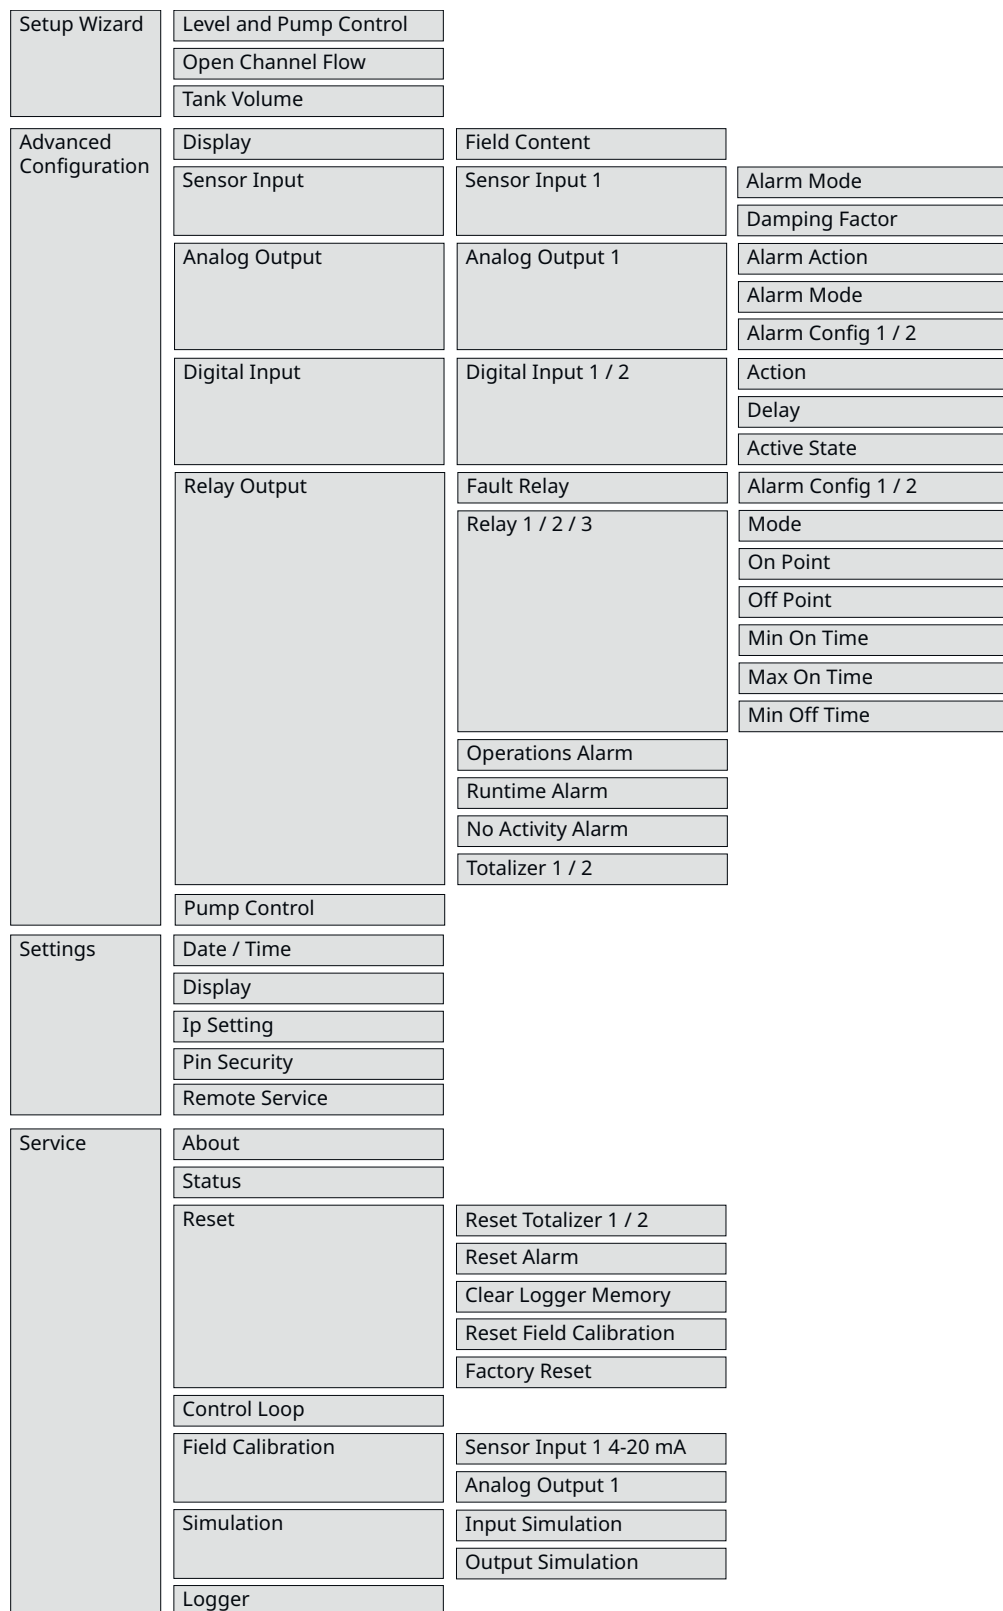 Setup Wizard
Level and Pump Control
Open Channel Flow
Tank Volume
Advanced
Configuration
Display
Field Content
Sensor Input
Sensor Input 1
Alarm Mode
Damping Factor
Analog Output
Analog Output 1
Alarm Action
Alarm Mode
Alarm Config 1 / 2
Digital Input
Digital Input 1 / 2
Action
Delay
Active State
Relay Output
Fault Relay
Alarm Config 1 / 2
Relay 1 / 2 / 3
Mode
On Point
Off Point
Min On Time
Max On Time
Min Off Time
Operations Alarm
Runtime Alarm
No Activity Alarm
Totalizer 1 / 2
Pump Control
Settings
Date / Time
Display
Ip Setting
Pin Security
Remote Service
Service
About
Status
Reset
Reset Totalizer 1 / 2
Reset Alarm
Clear Logger Memory
Reset Field Calibration
Factory Reset
Control Loop
Field Calibration
Sensor Input 1 4-20 mA
Analog Output 1
Simulation
Input Simulation
Output Simulation
Logger